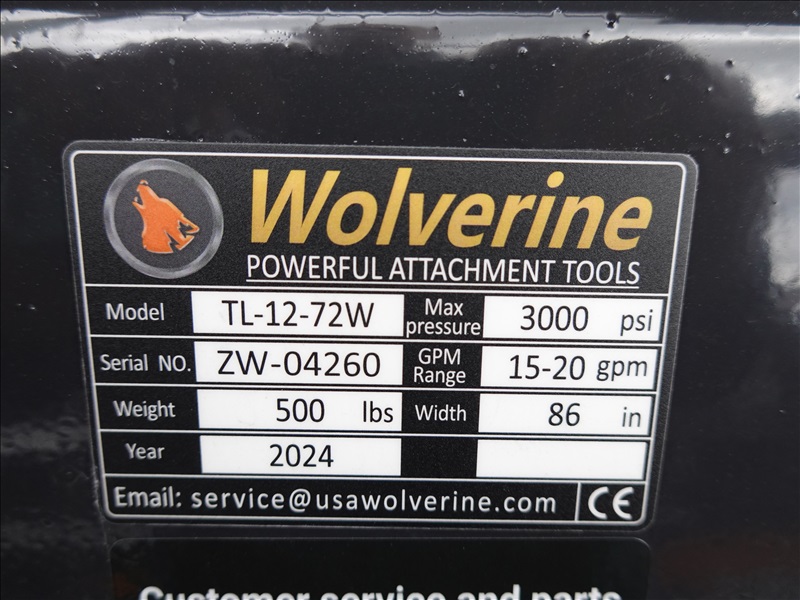 Wolverine
POWERFUL ATTACHMENT TOOLS
Model TL-12-72W Max pressure 3000 psi
Serial NO. ZW-04260 GPM Range 15-20 gpm
Weight 500 lbs Width 86 in
Year 2024
Email: service@usawolverine.com CE
Customer service and parts